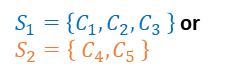 S₁ = {C₁, C₂, C₃ } or
S₂ = { C₄, C₅ }